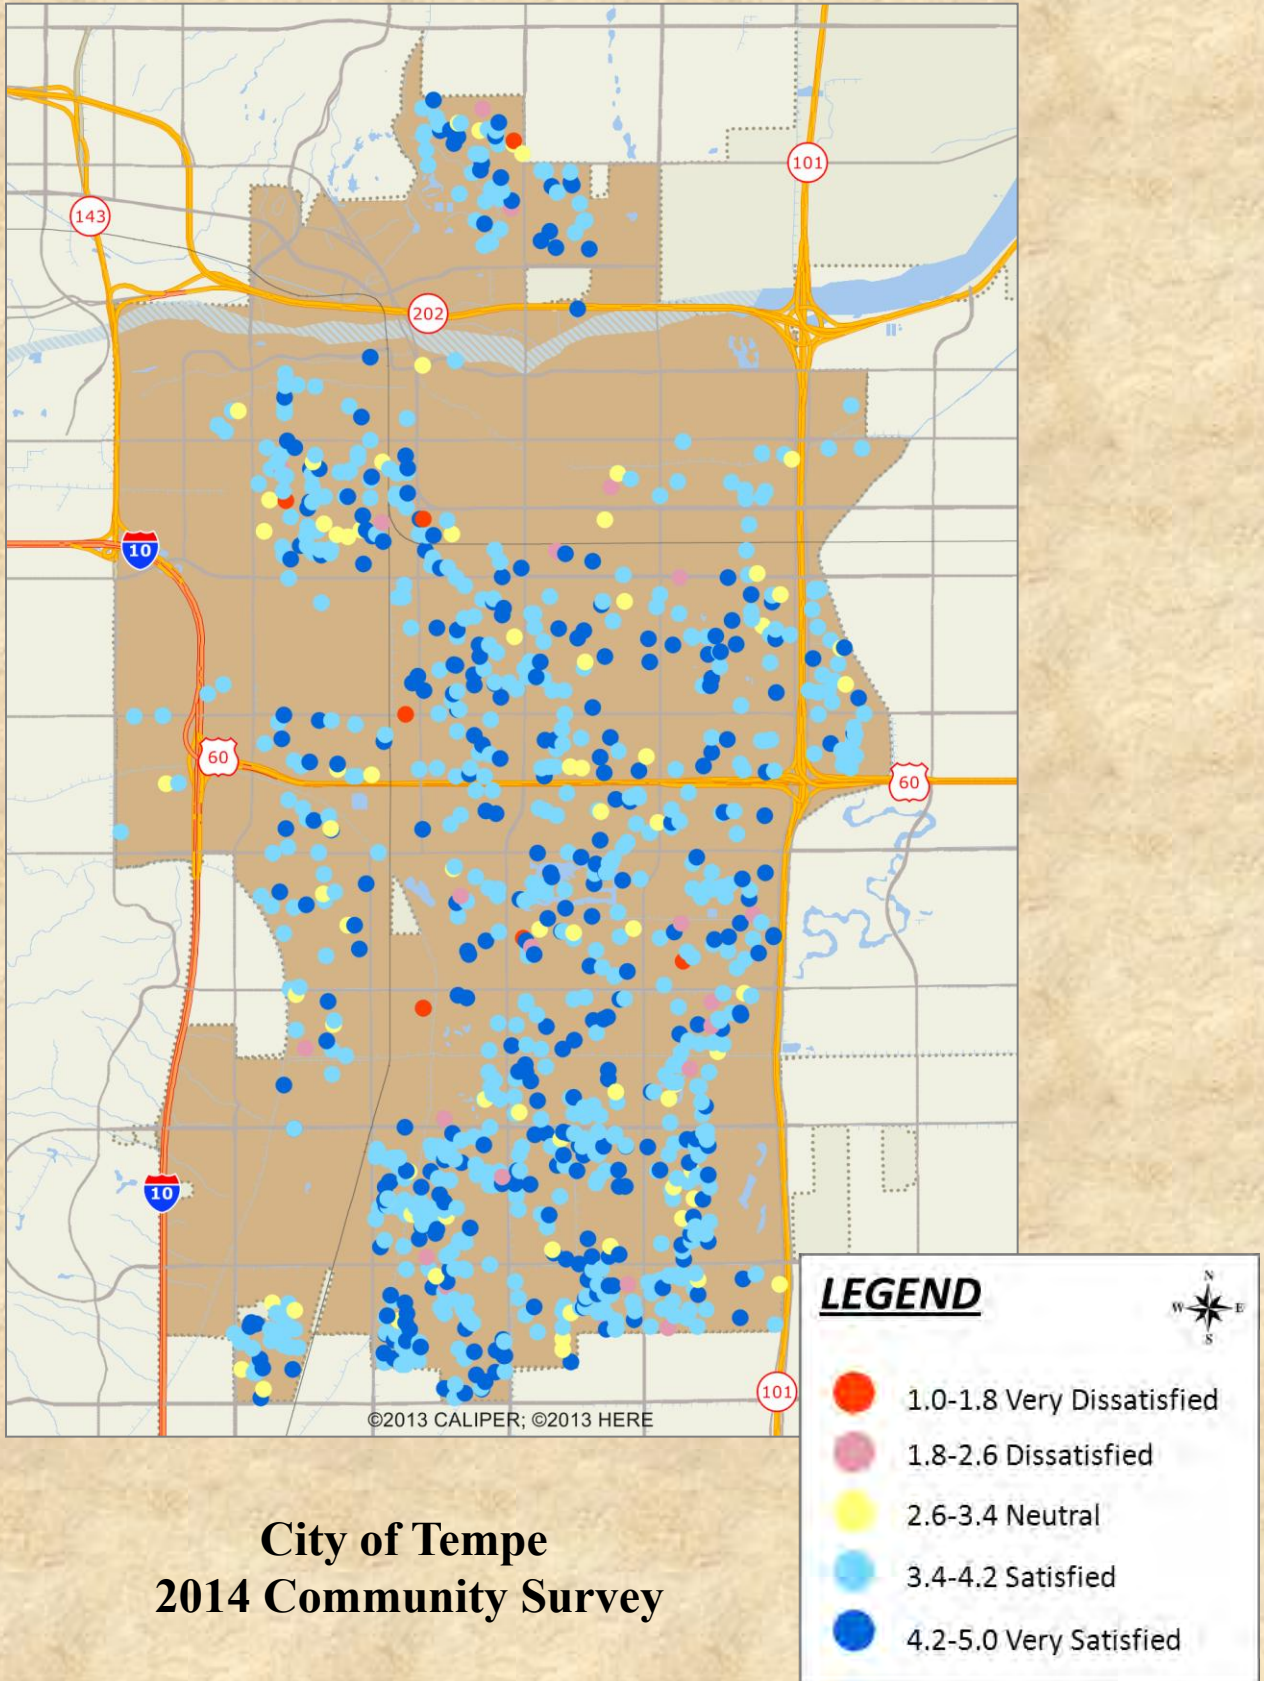 101
143
202
10
60
60
10
101
©2013 CALIPER; ©2013 HERE
LEGEND
N
W E
S
1.0-1.8 Very Dissatisfied
1.8-2.6 Dissatisfied
2.6-3.4 Neutral
3.4-4.2 Satisfied
4.2-5.0 Very Satisfied
City of Tempe
2014 Community Survey